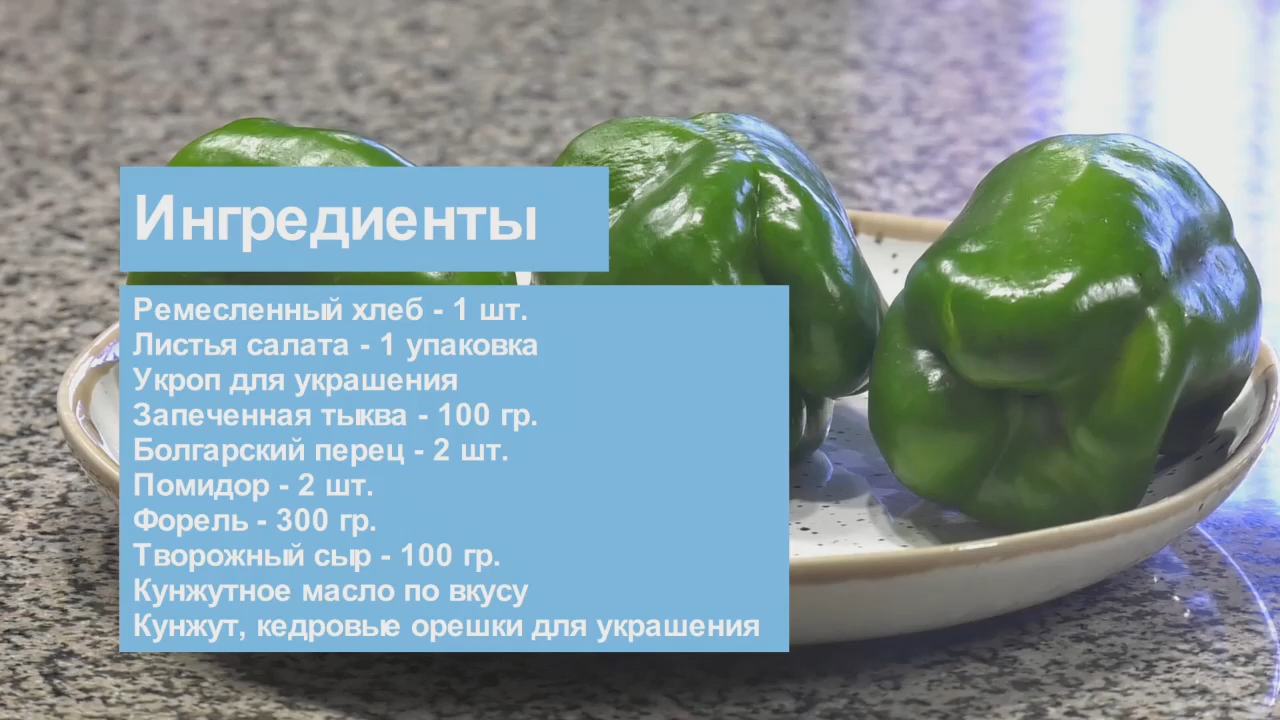 Ингредиенты
Ремесленный хлеб - 1 шт.
Листья салата - 1 упаковка
Укроп для украшения
Запеченная тыква - 100 гр.
Болгарский перец - 2 шт.
Помидор - 2 шт.
Форель - 300 гр.
Творожный сыр - 100 гр.
Кунжутное масло по вкусу
Кунжут, кедровые орешки для украшения